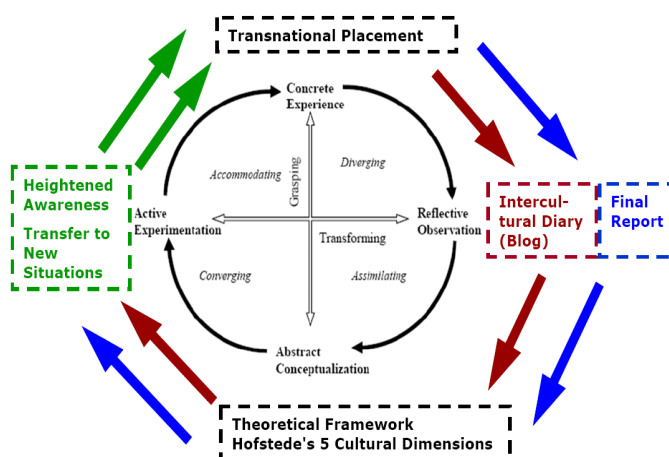 Transnational Placement
Concrete
Experience
Accommodating
Grasping
Diverging
Heightened
Awareness
Transfer to
New
Situations
Active
Experimentation
Transforming
Reflective
Observation
Intercul-
tural Diary
(Blog)
Final
Report
Converging
Assimilating
Abstract
Conceptualization
Theoretical Framework
Hofstede's 5 Cultural Dimensions